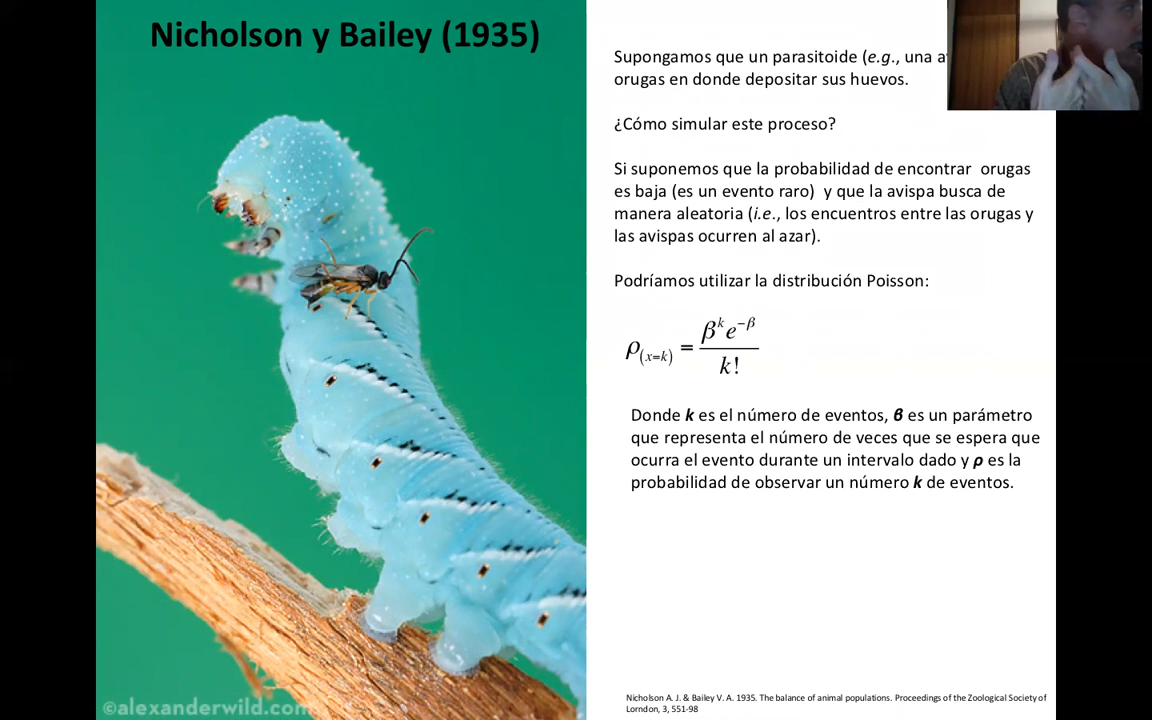 Nicholson y Bailey (1935)
Supongamos que un parasitoide (e.g., una
orugas en donde depositar sus huevos.
¿Cómo simular este proceso?
Si suponemos que la probabilidad de encontrar orugas
es baja (es un evento raro) y que la avispa busca de
manera aleatoria (i.e., los encuentros entre las orugas y
las avispas ocurren al azar).
Podríamos utilizar la distribución Poisson:
ρ(x=k) = β^k e^−β / k!
Donde k es el número de eventos, β es un parámetro
que representa el número de veces que se espera que
ocurra el evento durante un intervalo dado y ρ es la
probabilidad de observar un número k de eventos.
Nicholson A. J. & Bailey V. A. 1935. The balance of animal populations. Proceedings of the Zoological Society of
Lorndon, 3, 551-98
©alexanderwild.com